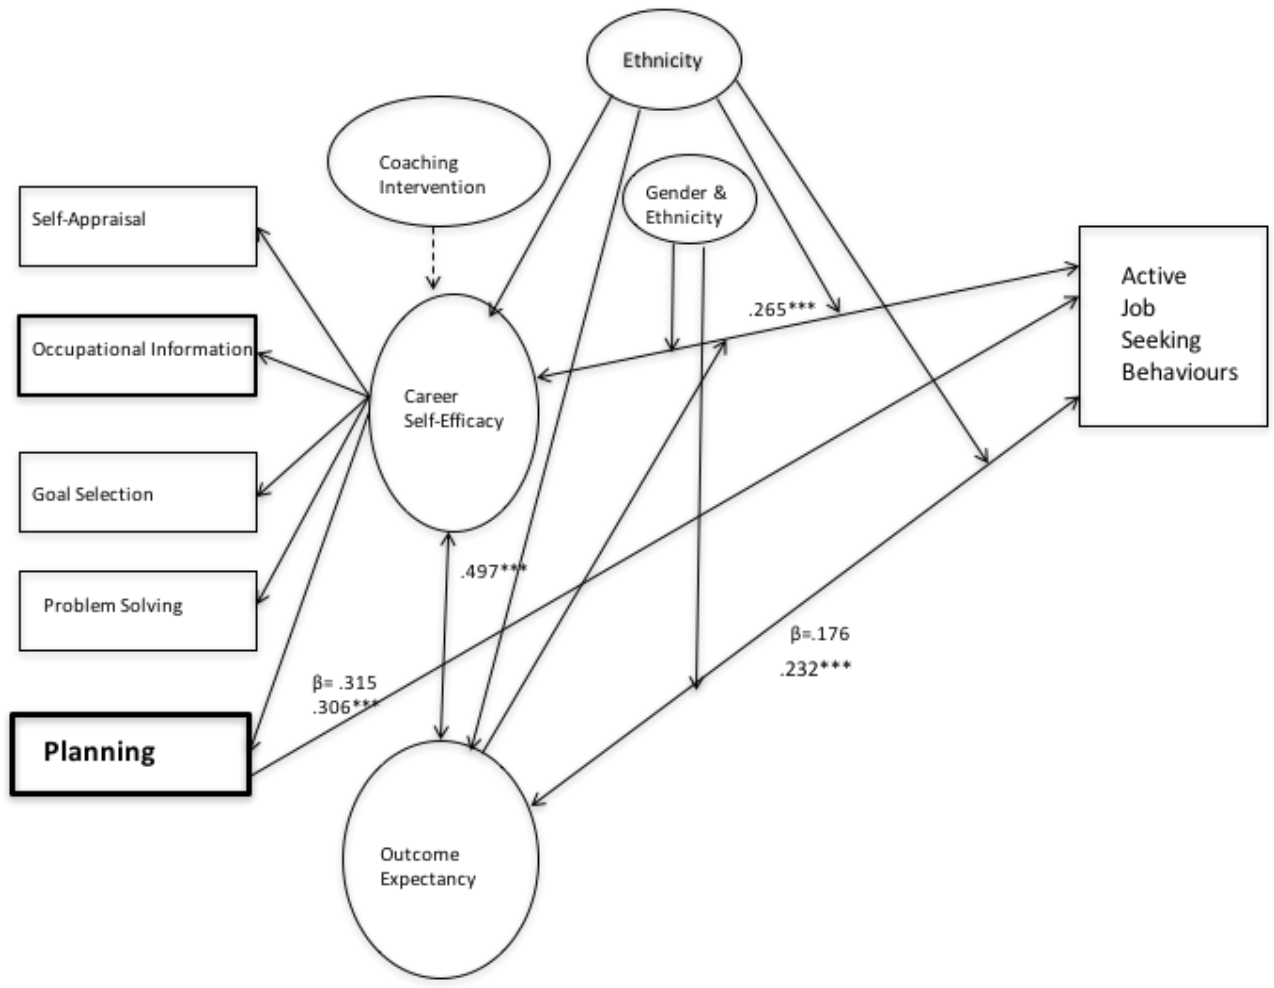 Ethnicity
Coaching
Intervention
Gender &
Ethnicity
Self-Appraisal
Active
Job
Seeking
Behaviours
.265***
Occupational Information
Career
Self-Efficacy
Goal Selection
.497***
Problem Solving
β=.176
.232***
β= .315
.306***
Planning
Outcome
Expectancy